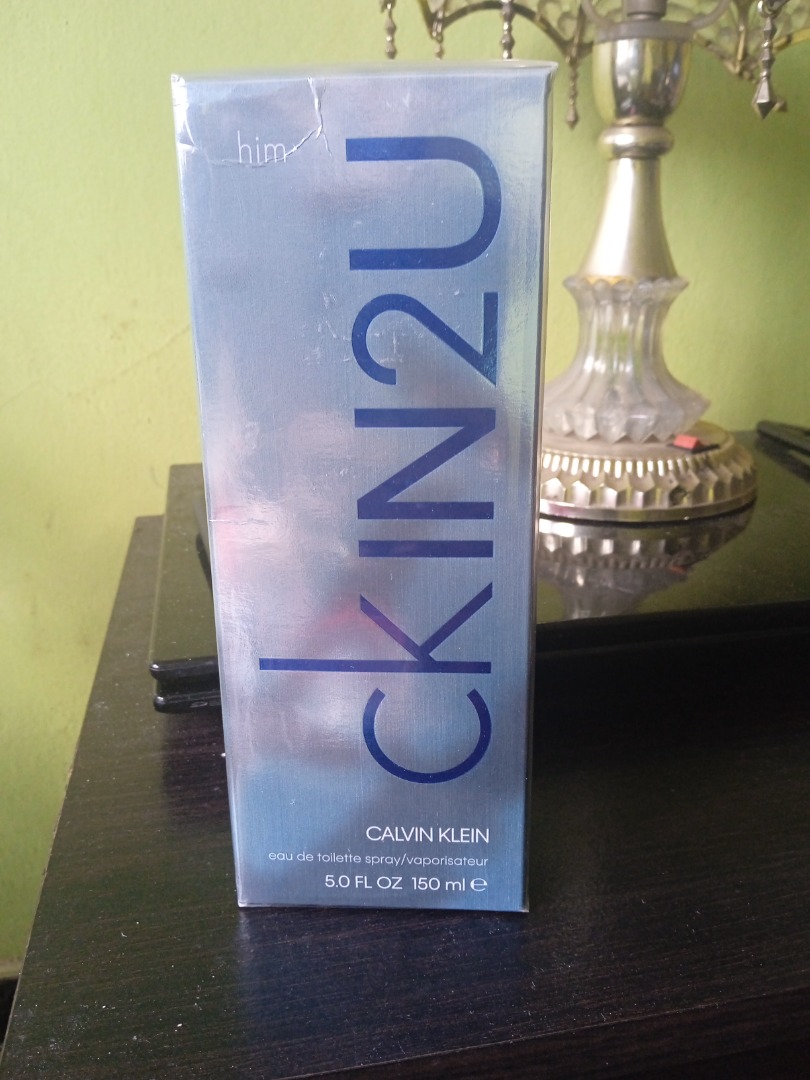 him
ckIN2U
CALVIN KLEIN
eau de toilette spray/vaporisateur
5.0 FL OZ 150 ml ℮